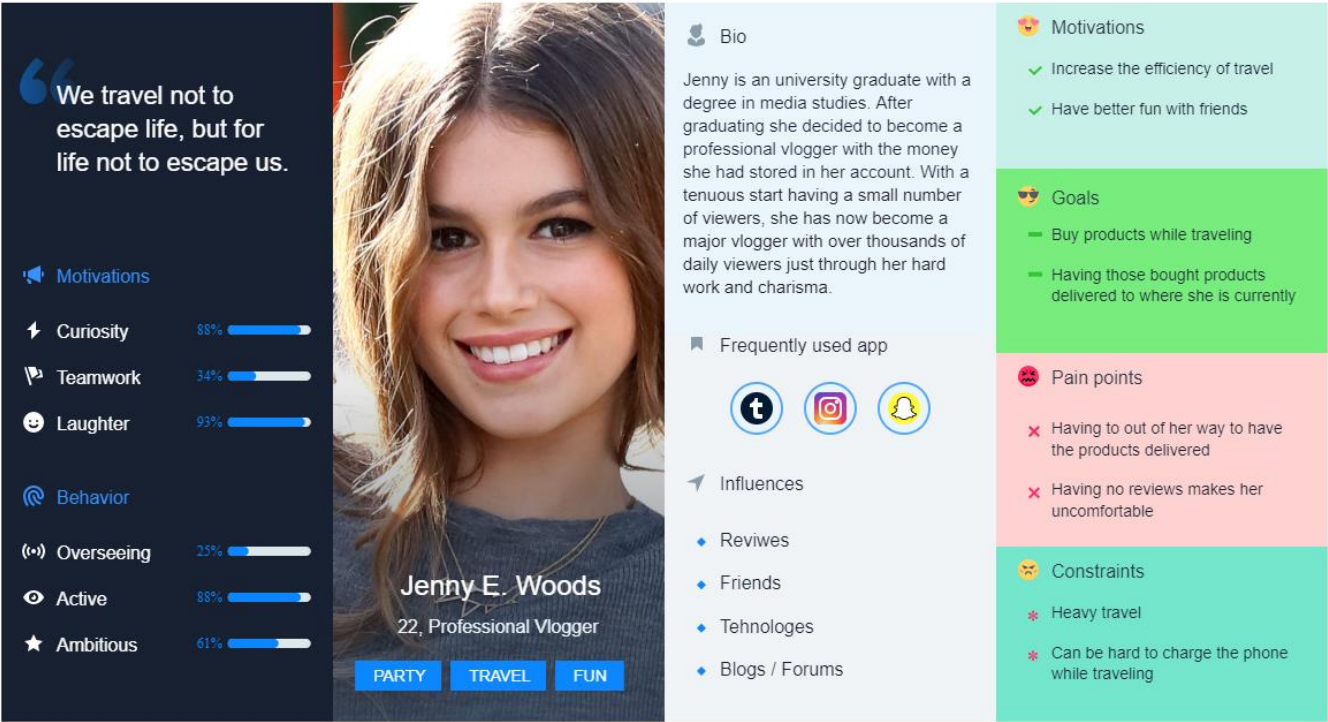 We travel not to
escape life, but for
life not to escape us.
Motivations
Curiosity 88%
Teamwork 34%
Laughter 93%
Behavior
Overseeing 25%
Active 88%
Ambitious 61%
Jenny E. Woods
22, Professional Vlogger
PARTY TRAVEL FUN
Bio
Jenny is an university graduate with a
degree in media studies. After
graduating she decided to become a
professional vlogger with the money
she had stored in her account. With a
tenuous start having a small number
of viewers, she has now become a
major vlogger with over thousands of
daily viewers just through her hard
work and charisma.
Frequently used app
Influences
Reviwes
Friends
Tehnologes
Blogs / Forums
Motivations
Increase the efficiency of travel
Have better fun with friends
Goals
Buy products while traveling
Having those bought products
delivered to where she is currently
Pain points
Having to out of her way to have
the products delivered
Having no reviews makes her
uncomfortable
Constraints
Heavy travel
Can be hard to charge the phone
while traveling